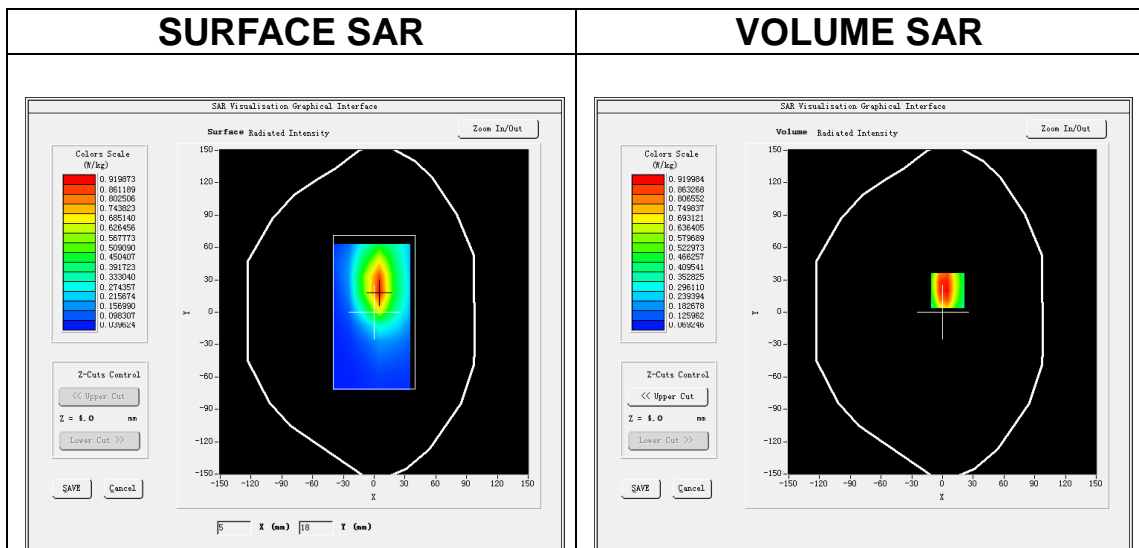 SURFACE SAR
VOLUME SAR
SAR Visualisation Graphical Interface
Surface Radiated Intensity
Zoom In/Out
Colors Scale
(W/kg)
0.919873
0.861189
0.802506
0.743823
0.685140
0.626456
0.567773
0.509090
0.450407
0.391723
0.333040
0.274357
0.215674
0.156990
0.098307
0.039624
150
120
90
60
30
0
-30
-60
-90
-120
-150
Y
-150 -120 -90 -60 -30 0 30 60 90 120 150
X
Z-Cuts Control
<< Upper Cut
Z = 4.0 mm
Lower Cut >>
SAVE Cancel
5 X (mm) 18 Y (mm)
SAR Visualisation Graphical Interface
Volume Radiated Intensity
Zoom In/Out
Colors Scale
(W/kg)
0.919984
0.863268
0.806552
0.749837
0.693121
0.636405
0.579689
0.522973
0.466257
0.409541
0.352825
0.296110
0.239394
0.182678
0.125962
0.069246
150
120
90
60
30
0
-30
-60
-90
-120
-150
Y
-150 -120 -90 -60 -30 0 30 60 90 120 150
X
Z-Cuts Control
<< Upper Cut
Z = 4.0 mm
Lower Cut >>
SAVE Cancel